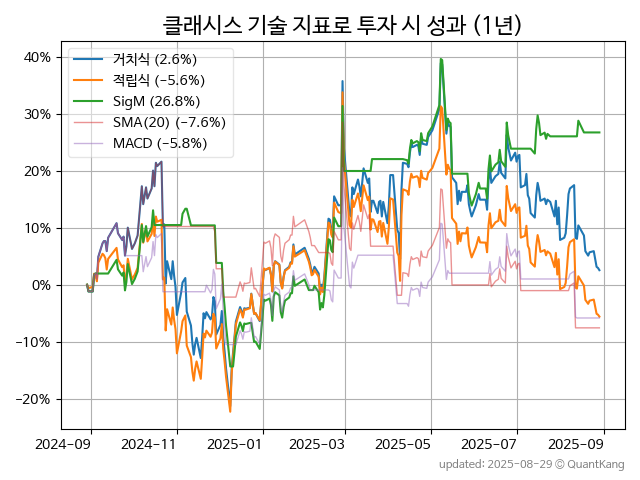 클래시스 기술 지표로 투자 시 성과 (1년)
거치식 (2.6%)
적립식 (−5.6%)
SigM (26.8%)
SMA(20) (−7.6%)
MACD (−5.8%)
40%
30%
20%
10%
0%
−10%
−20%
2024-09 2024-11 2025-01 2025-03 2025-05 2025-07 2025-09
updated: 2025-08-29 © QuantKang